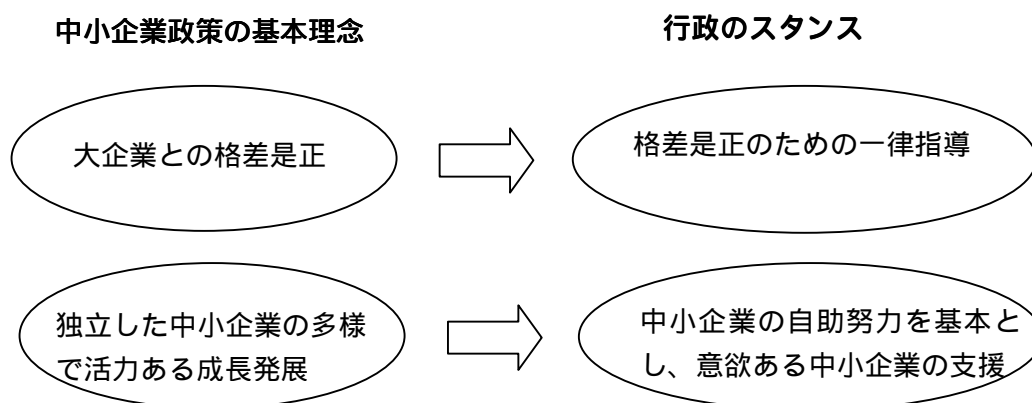 中小企業政策の基本理念
行政のスタンス
大企業との格差是正
格差是正のための一律指導
独立した中小企業の多様
で活力ある成長発展
中小企業の自助努力を基本と
し、意欲ある中小企業の支援